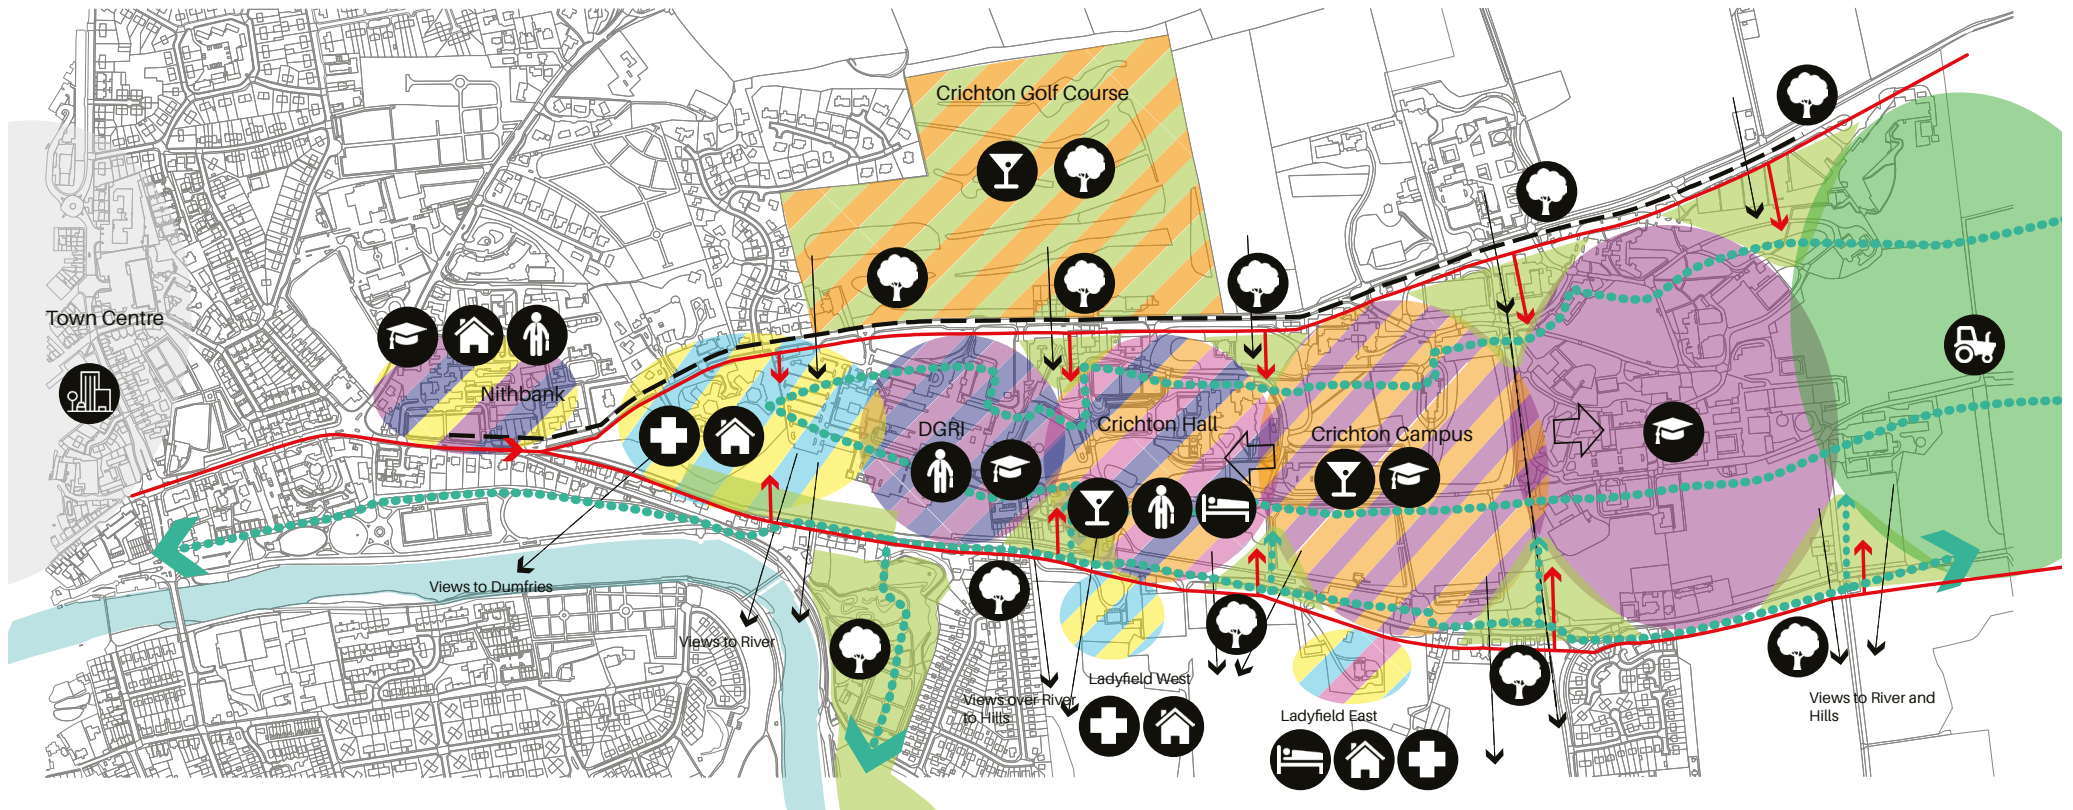 Crichton Golf Course
Town Centre
Nithbank
DGRI
Crichton Hall
Crichton Campus
Views to Dumfries
Views to River
Ladyfield West
Views over River
to Hills
Ladyfield East
Views to River and
Hills